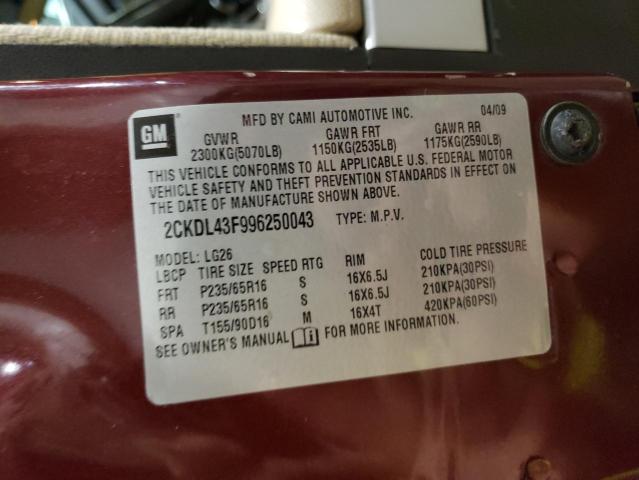 MFD BY CAMI AUTOMOTIVE INC. 04/09
GM
GVWR GAWR FRT GAWR RR
2300KG(5070LB) 1150KG(2535LB) 1175KG(2590LB)
THIS VEHICLE CONFORMS TO ALL APPLICABLE U.S. FEDERAL MOTOR
VEHICLE SAFETY AND THEFT PREVENTION STANDARDS IN EFFECT ON
THE DATE OF MANUFACTURE SHOWN ABOVE.
2CKDL43F996250043 TYPE: M.P.V.
MODEL: LG26
LBCP TIRE SIZE SPEED RTG RIM COLD TIRE PRESSURE
FRT P235/65R16 S 16X6.5J 210KPA(30PSI)
RR P235/65R16 S 16X6.5J 210KPA(30PSI)
SPA T155/90D16 M 16X4T 420KPA(60PSI)
SEE OWNER'S MANUAL i FOR MORE INFORMATION.